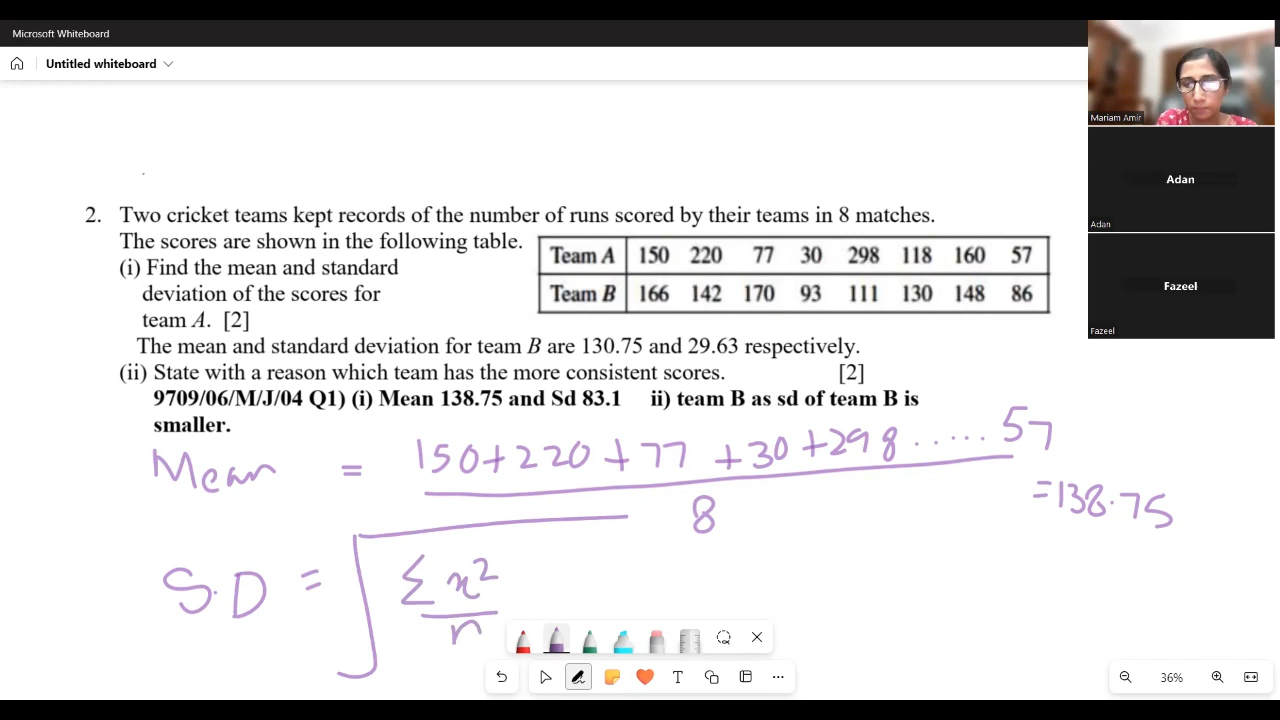 Microsoft Whiteboard
Untitled whiteboard
Mariam Amir
Adan
Adan
Fazeel
Fazeel
2. Two cricket teams kept records of the number of runs scored by their teams in 8 matches.
The scores are shown in the following table.
Team A 150 220 77 30 298 118 160 57
Team B 166 142 170 93 111 130 148 86
(i) Find the mean and standard
deviation of the scores for
team A. [2]
The mean and standard deviation for team B are 130.75 and 29.63 respectively.
(ii) State with a reason which team has the more consistent scores. [2]
9709/06/M/J/04 Q1) (i) Mean 138.75 and Sd 83.1 ii) team B as sd of team B is
smaller.
Mean = 150+220+77+30+298......57
8
=138.75
S.D = √ Σx²
n
T
36%